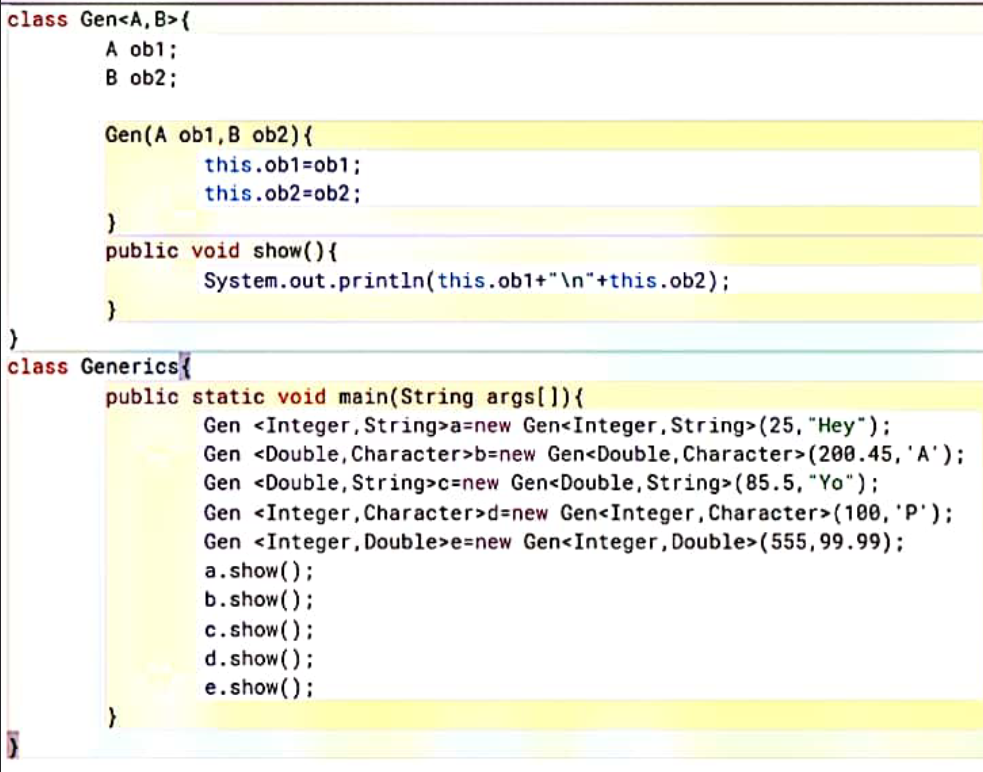 class Gen<A,B>{
A ob1;
B ob2;
Gen(A ob1,B ob2){
this.ob1=ob1;
this.ob2=ob2;
}
public void show(){
System.out.println(this.ob1+"\n"+this.ob2);
}
}
class Generics{
public static void main(String args[]){
Gen <Integer,String>a=new Gen<Integer,String>(25,"Hey");
Gen <Double,Character>b=new Gen<Double,Character>(200.45,'A');
Gen <Double,String>c=new Gen<Double,String>(85.5,"Yo");
Gen <Integer,Character>d=new Gen<Integer,Character>(100,'P');
Gen <Integer,Double>e=new Gen<Integer,Double>(555,99.99);
a.show();
b.show();
c.show();
d.show();
e.show();
}
}